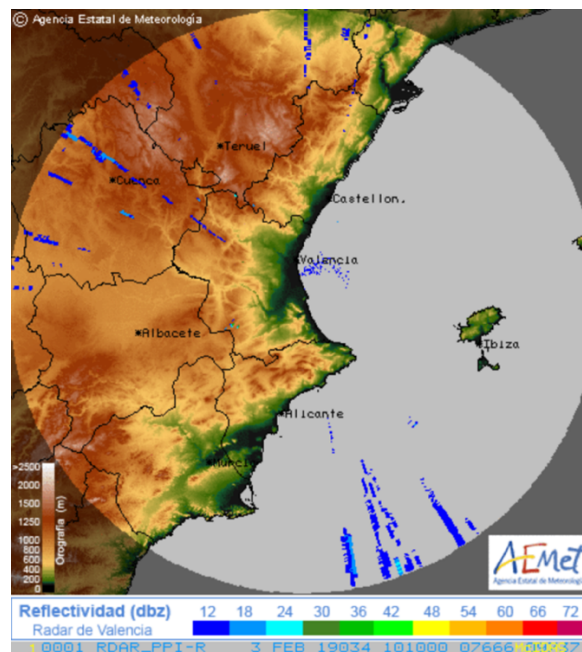 © Agencia Estatal de Meteorología
Teruel
Cuenca
Castellon.
Valencia
Albacete
Ibiza
Alicante
Murcia
>2500
2000
1500
1250
1000
800
600
400
200
0
Orografía (m)
AEmet
Agencia Estatal de Meteorología
Reflectividad (dbz)
12 18 24 30 36 42 48 54 60 66 72
Radar de Valencia
1 0001 RDAR_PPI-R 3 FEB 19034 101000 07666